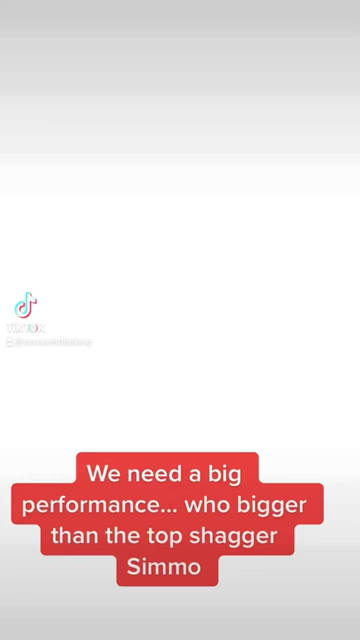 TIKTOK
We need a big
performance... who bigger
than the top shagger
Simmo